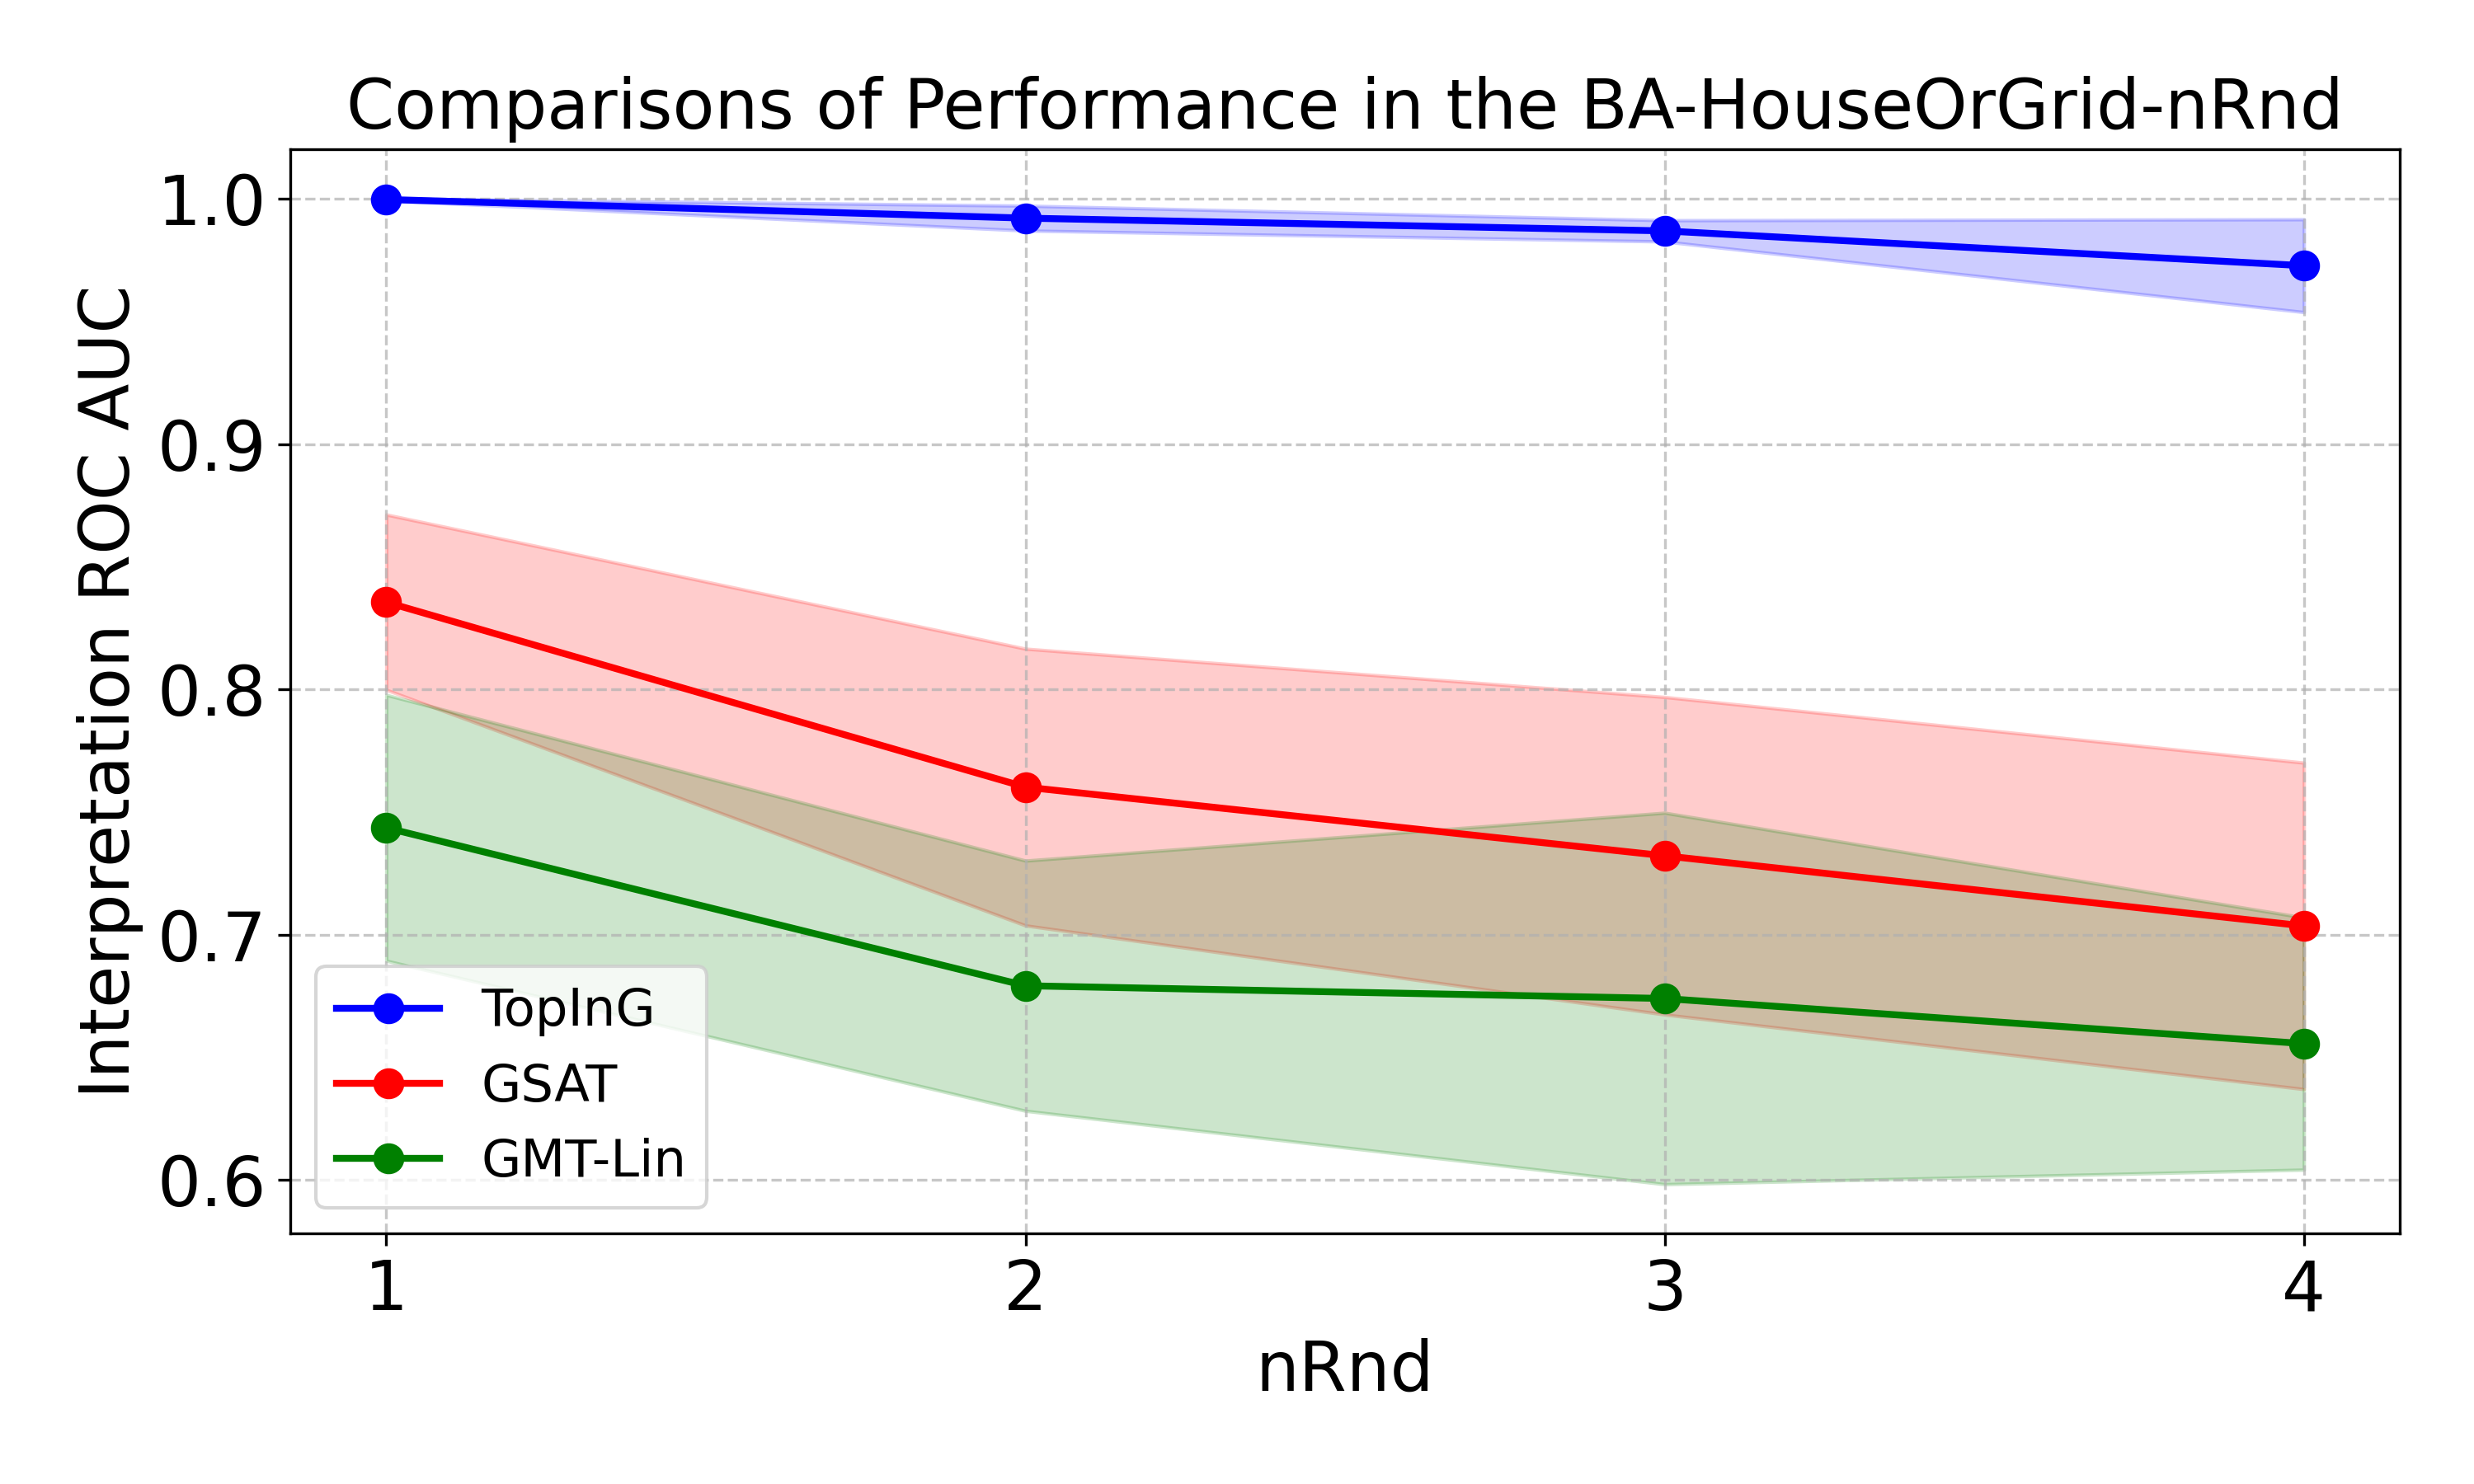 Comparisons of Performance in the BA-HouseOrGrid-nRnd
Interpretation ROC AUC
1.0
0.9
0.8
0.7
0.6
TopInG
GSAT
GMT-Lin
1 2 3 4
nRnd